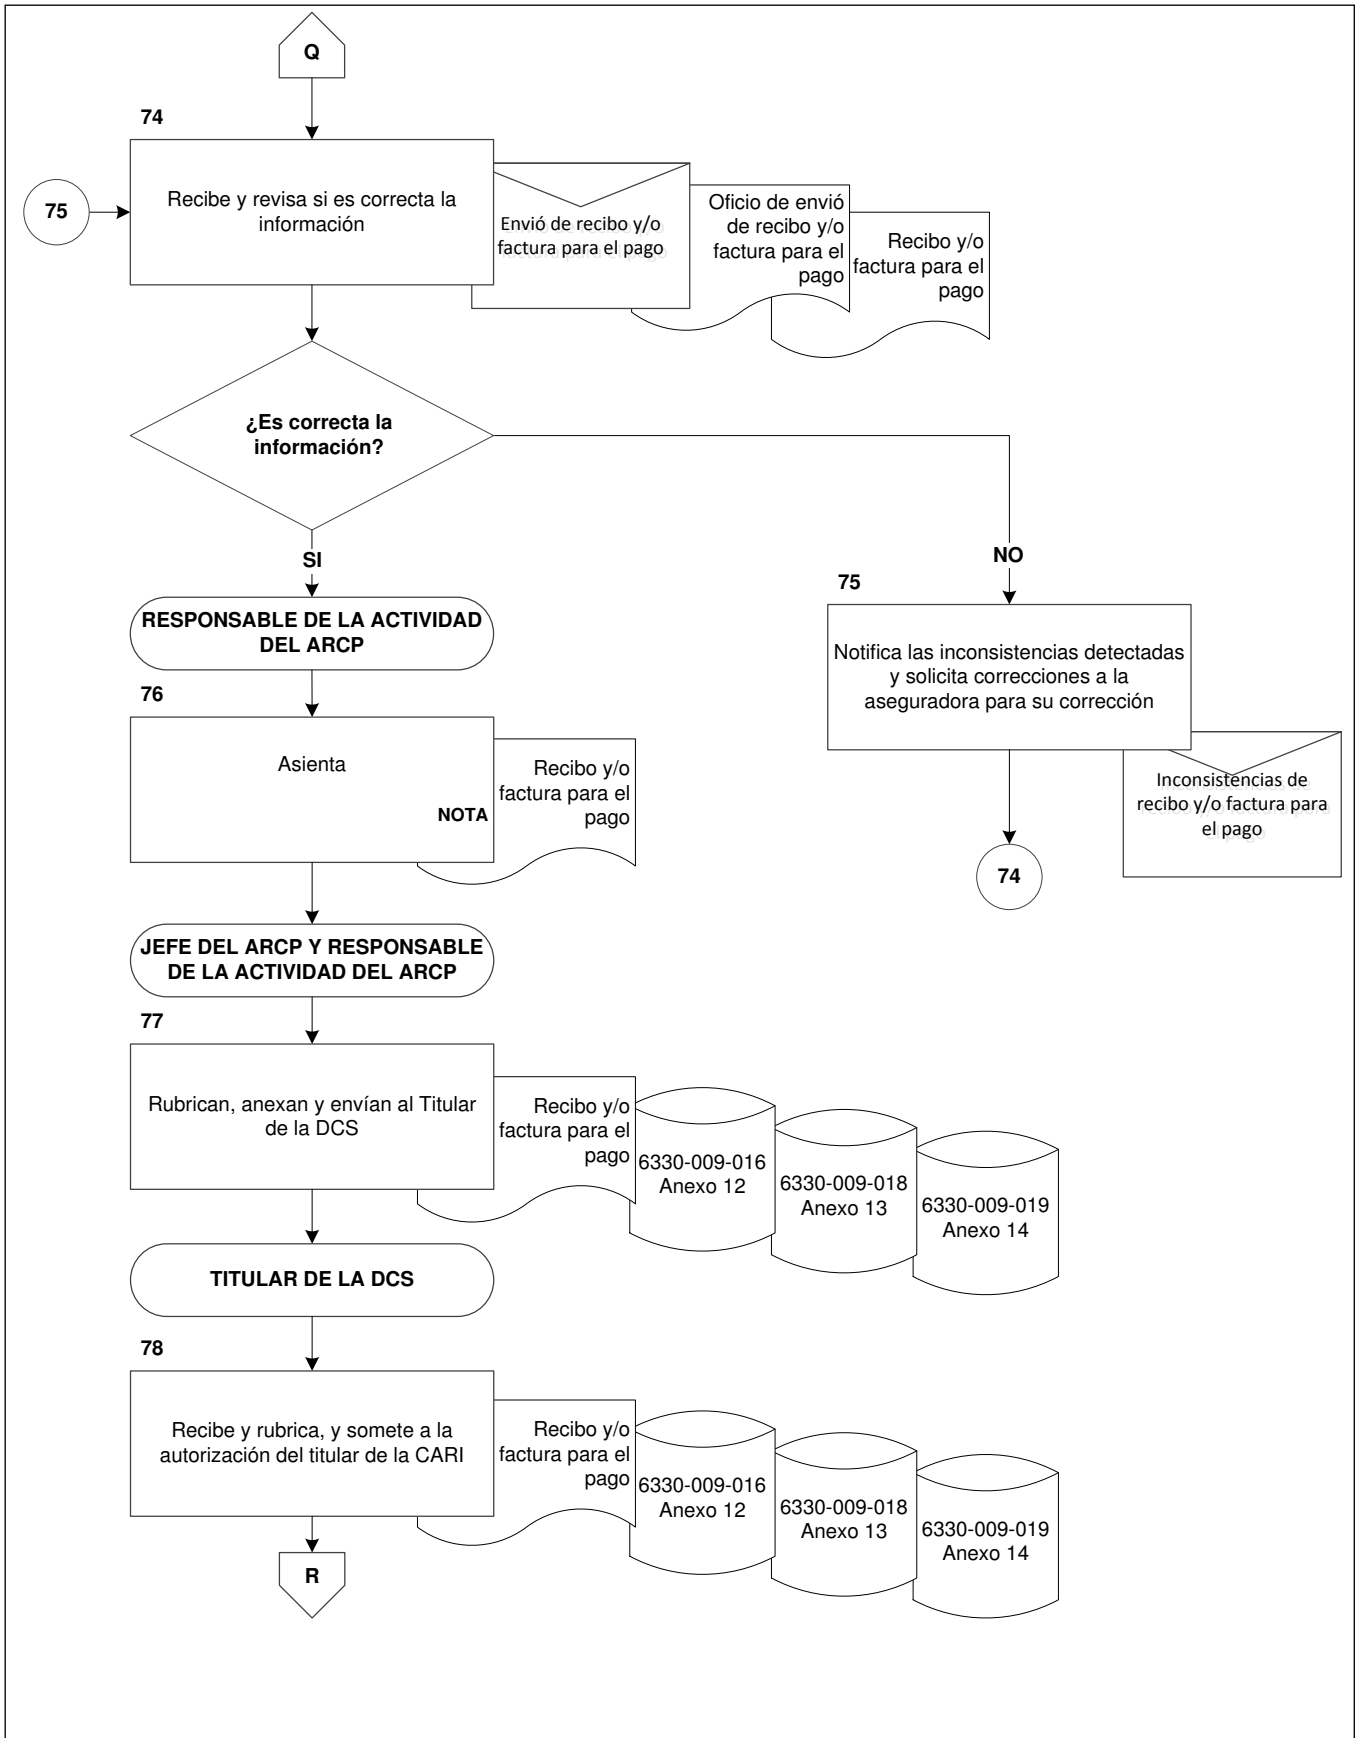 Q
74
75
Recibe y revisa si es correcta la
información
Envió de recibo y/o
factura para el pago
Oficio de envió
de recibo y/o
factura para el
pago
Recibo y/o
factura para el
pago
¿Es correcta la
información?
SI
NO
RESPONSABLE DE LA ACTIVIDAD
DEL ARCP
75
Notifica las inconsistencias detectadas
y solicita correcciones a la
aseguradora para su corrección
Inconsistencias de
recibo y/o factura para
el pago
74
76
Asienta
NOTA
Recibo y/o
factura para el
pago
JEFE DEL ARCP Y RESPONSABLE
DE LA ACTIVIDAD DEL ARCP
77
Rubrican, anexan y envían al Titular
de la DCS
Recibo y/o
factura para el
pago
6330-009-016
Anexo 12
6330-009-018
Anexo 13
6330-009-019
Anexo 14
TITULAR DE LA DCS
78
Recibe y rubrica, y somete a la
autorización del titular de la CARI
Recibo y/o
factura para el
pago
6330-009-016
Anexo 12
6330-009-018
Anexo 13
6330-009-019
Anexo 14
R